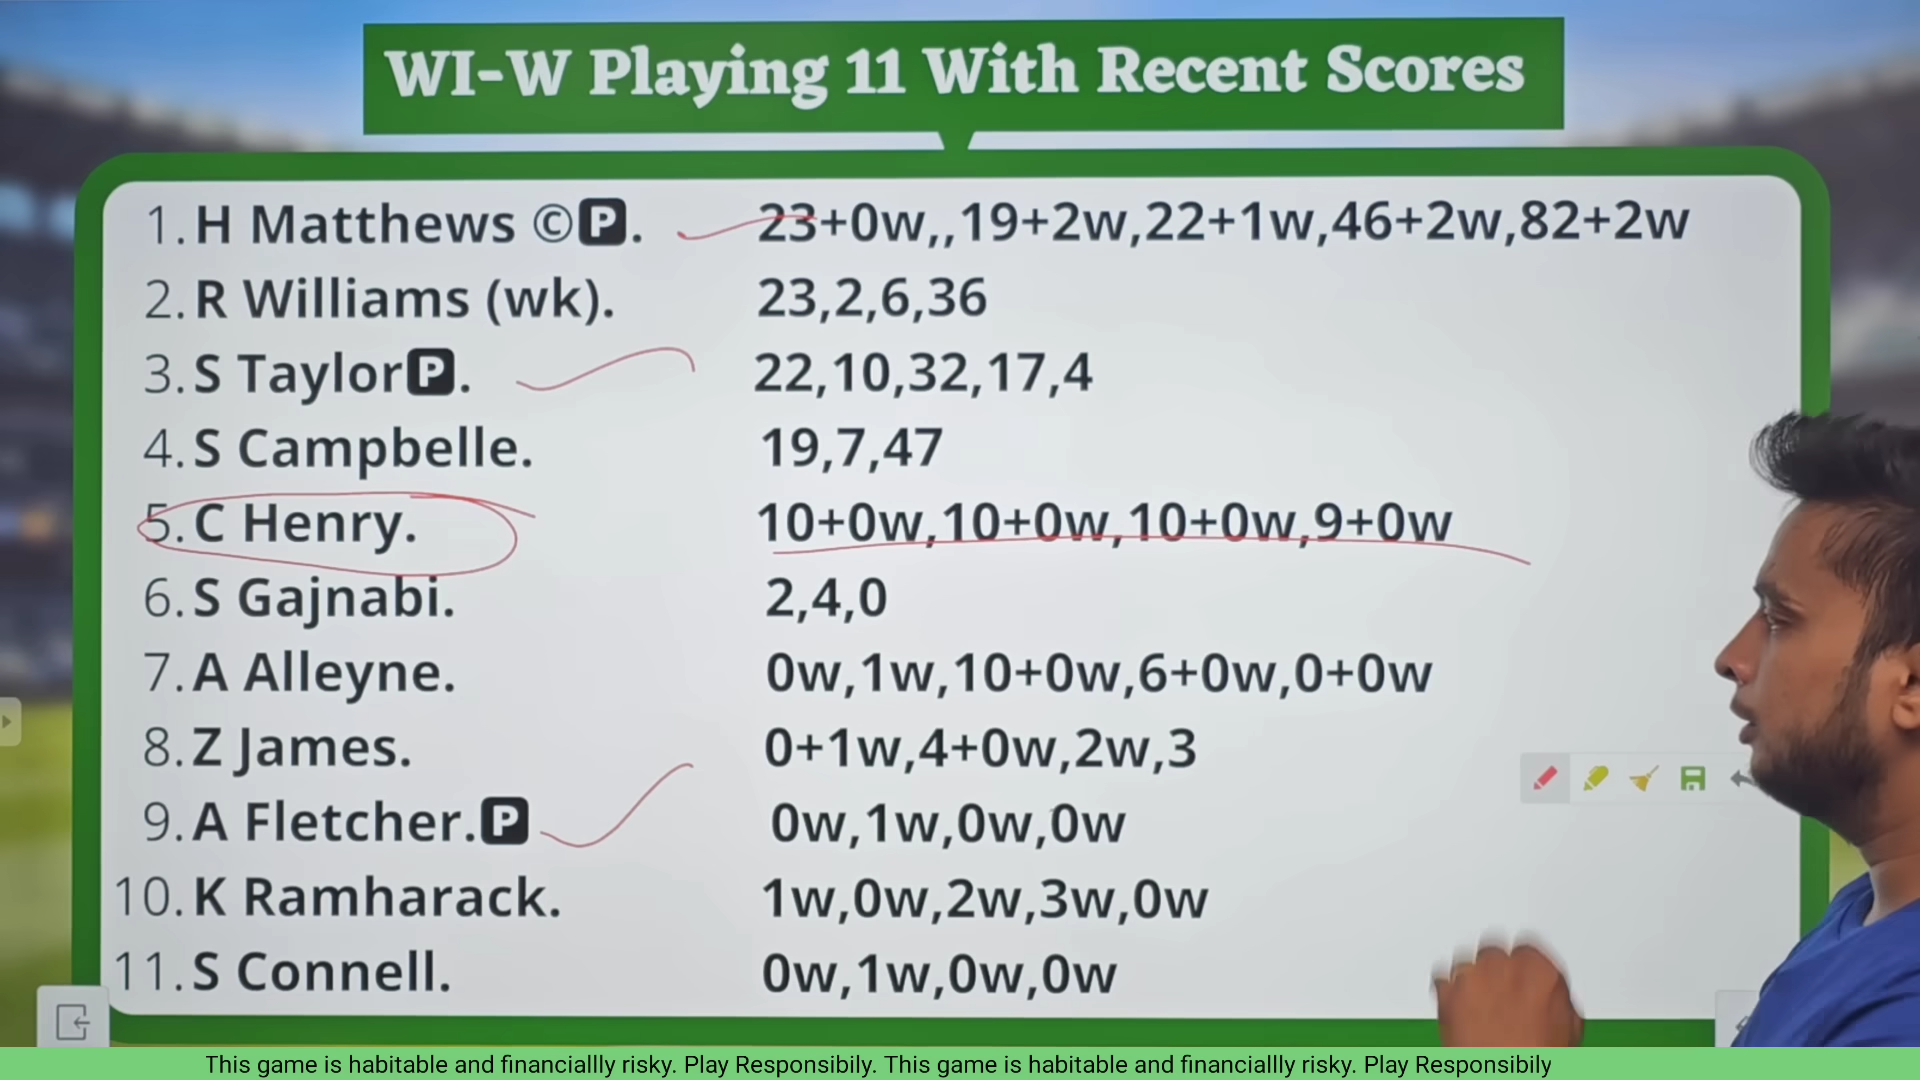 WI-W Playing 11 With Recent Scores
1. H Matthews ©🅿. 23+0w,,19+2w,22+1w,46+2w,82+2w
2. R Williams (wk). 23,2,6,36
3. S Taylor🅿. 22,10,32,17,4
4. S Campbelle. 19,7,47
5. C Henry. 10+0w,10+0w,10+0w,9+0w
6. S Gajnabi. 2,4,0
7. A Alleyne. 0w,1w,10+0w,6+0w,0+0w
8. Z James. 0+1w,4+0w,2w,3
9. A Fletcher.🅿 0w,1w,0w,0w
10. K Ramharack. 1w,0w,2w,3w,0w
11. S Connell. 0w,1w,0w,0w
This game is habitable and financiallly risky. Play Responsibily. This game is habitable and financiallly risky. Play Responsibily